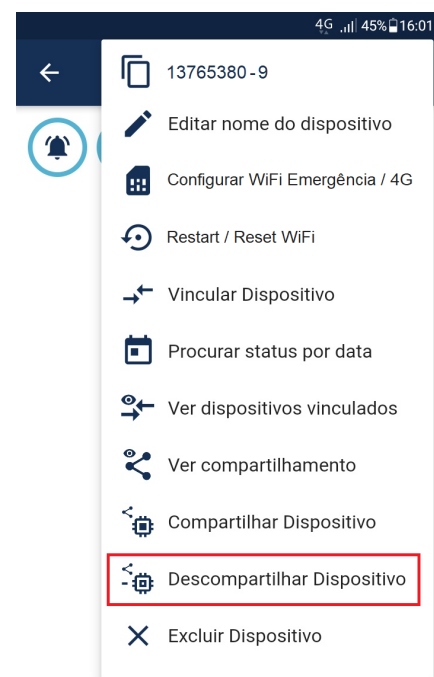 4G 45% 16:01
13765380-9
Editar nome do dispositivo
Configurar WiFi Emergência / 4G
Restart / Reset WiFi
Vincular Dispositivo
Procurar status por data
Ver dispositivos vinculados
Ver compartilhamento
Compartilhar Dispositivo
Descompartilhar Dispositivo
Excluir Dispositivo